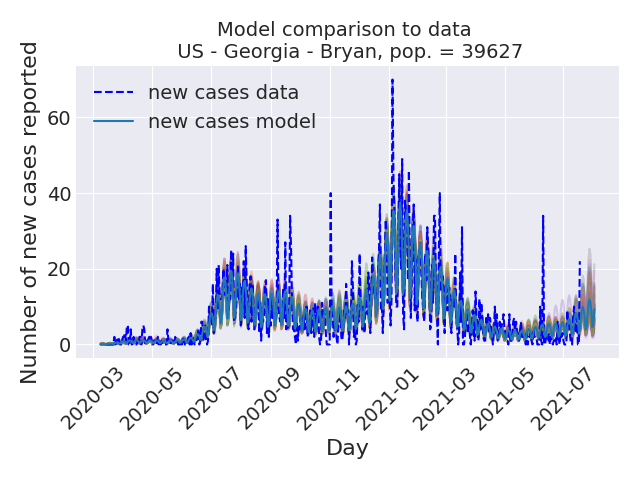 Model comparison to data
US - Georgia - Bryan, pop. = 39627
Number of new cases reported
60
40
20
0
new cases data
new cases model
2020-03
2020-05
2020-07
2020-09
2020-11
2021-01
2021-03
2021-05
2021-07
Day